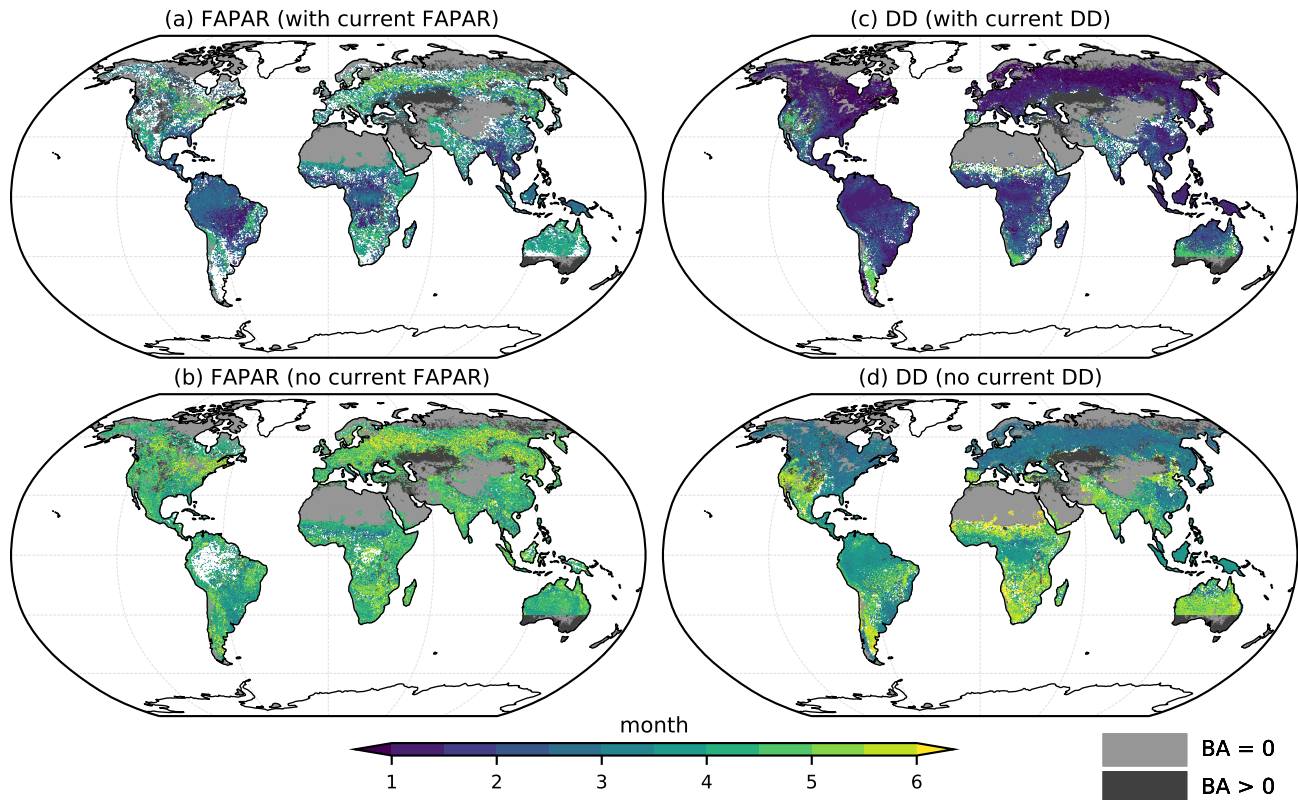 (a) FAPAR (with current FAPAR)
(c) DD (with current DD)
(b) FAPAR (no current FAPAR)
(d) DD (no current DD)
month
1 2 3 4 5 6
BA = 0
BA > 0